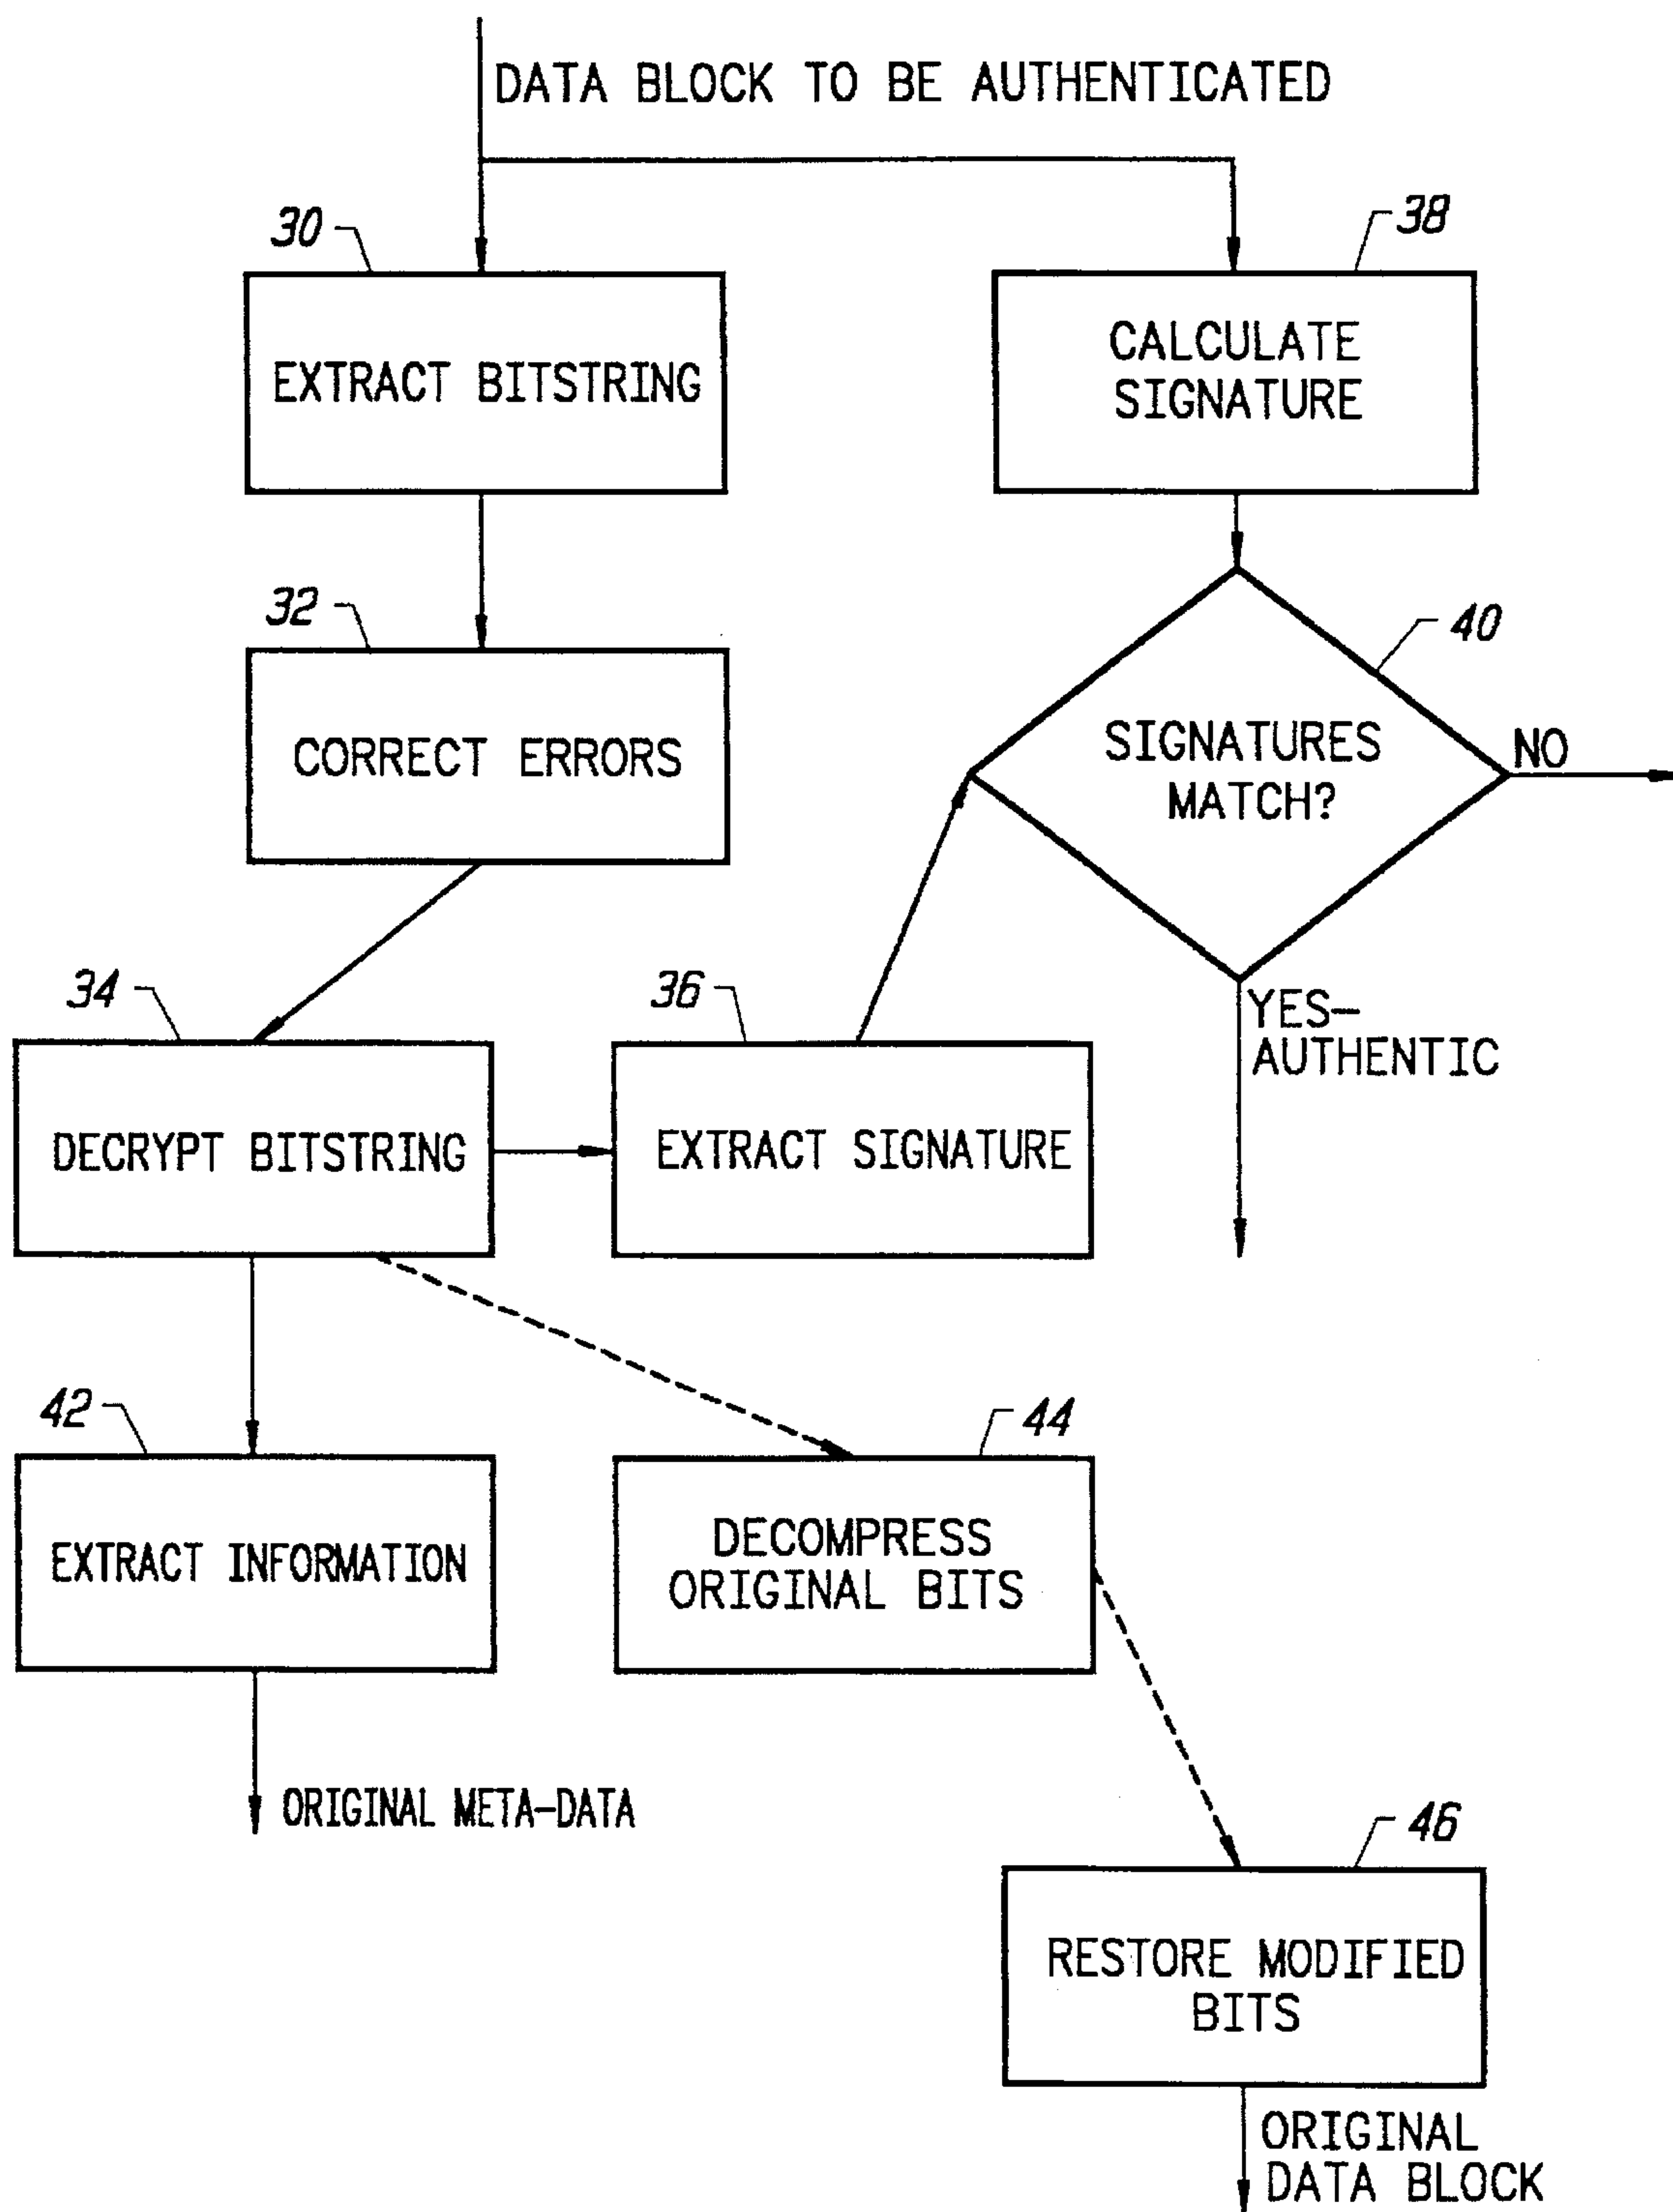 DATA BLOCK TO BE AUTHENTICATED
30
38
EXTRACT BITSTRING
CALCULATE
SIGNATURE
32
40
CORRECT ERRORS
SIGNATURES
MATCH?
NO
34
36
YES-
AUTHENTIC
DECRYPT BITSTRING
EXTRACT SIGNATURE
42
44
EXTRACT INFORMATION
DECOMPRESS
ORIGINAL BITS
ORIGINAL META-DATA
46
RESTORE MODIFIED
BITS
ORIGINAL
DATA BLOCK